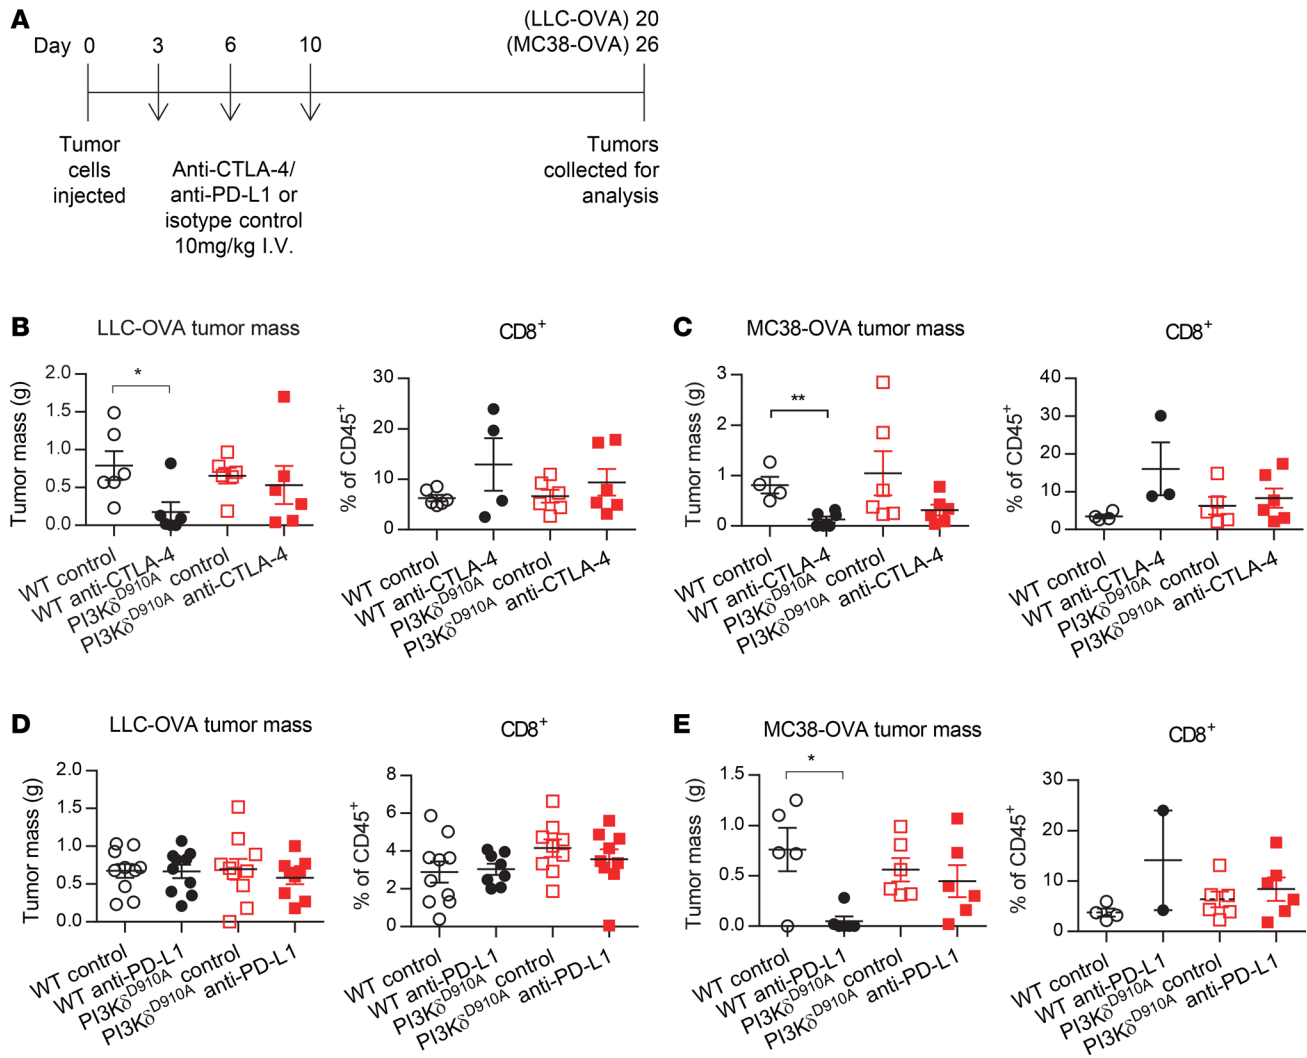 A
(LLC-OVA) 20
Day 0 3 6 10 (MC38-OVA) 26
Tumor
cells
injected
Anti-CTLA-4/
anti-PD-L1 or
isotype control
10mg/kg I.V.
Tumors
collected for
analysis
B
LLC-OVA tumor mass
Tumor mass (g)
2.0
1.5
1.0
0.5
0.0
*
WT control
WT anti-CTLA-4
PI3Kδ^D910A control
PI3Kδ^D910A anti-CTLA-4
CD8+
% of CD45+
30
20
10
0
WT control
WT anti-CTLA-4
PI3Kδ^D910A control
PI3Kδ^D910A anti-CTLA-4
C
MC38-OVA tumor mass
Tumor mass (g)
3
2
1
0
**
WT control
WT anti-CTLA-4
PI3Kδ^D910A control
PI3Kδ^D910A anti-CTLA-4
CD8+
% of CD45+
40
30
20
10
0
WT control
WT anti-CTLA-4
PI3Kδ^D910A control
PI3Kδ^D910A anti-CTLA-4
D
LLC-OVA tumor mass
Tumor mass (g)
2.0
1.5
1.0
0.5
0.0
WT control
WT anti-PD-L1
PI3Kδ^D910A control
PI3Kδ^D910A anti-PD-L1
CD8+
% of CD45+
8
6
4
2
0
WT control
WT anti-PD-L1
PI3Kδ^D910A control
PI3Kδ^D910A anti-PD-L1
E
MC38-OVA tumor mass
Tumor mass (g)
1.5
1.0
0.5
0.0
*
WT control
WT anti-PD-L1
PI3Kδ^D910A control
PI3Kδ^D910A anti-PD-L1
CD8+
% of CD45+
30
20
10
0
WT control
WT anti-PD-L1
PI3Kδ^D910A control
PI3Kδ^D910A anti-PD-L1